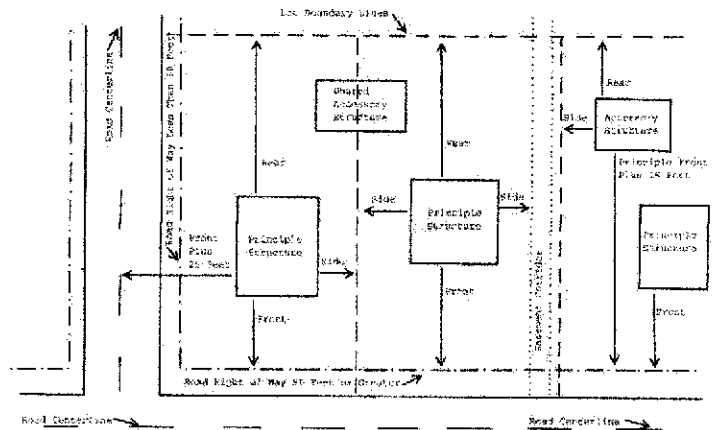 Lot Boundary Lines
Road Centerline
Road Right of Way Less Than 50 Feet
Shared
Accessory
Structure
Rear
Rear
Rear
Side
Accessory
Structure
Principle Front
Plus 25 Feet
Side
Principle
Structure
Side
Front
Plus
25 Feet
Principle
Structure
Side
Principle
Structure
Front
Front
Front
Easement Corridor
Road Right of Way 50 Feet or Greater
Road Centerline
Road Centerline